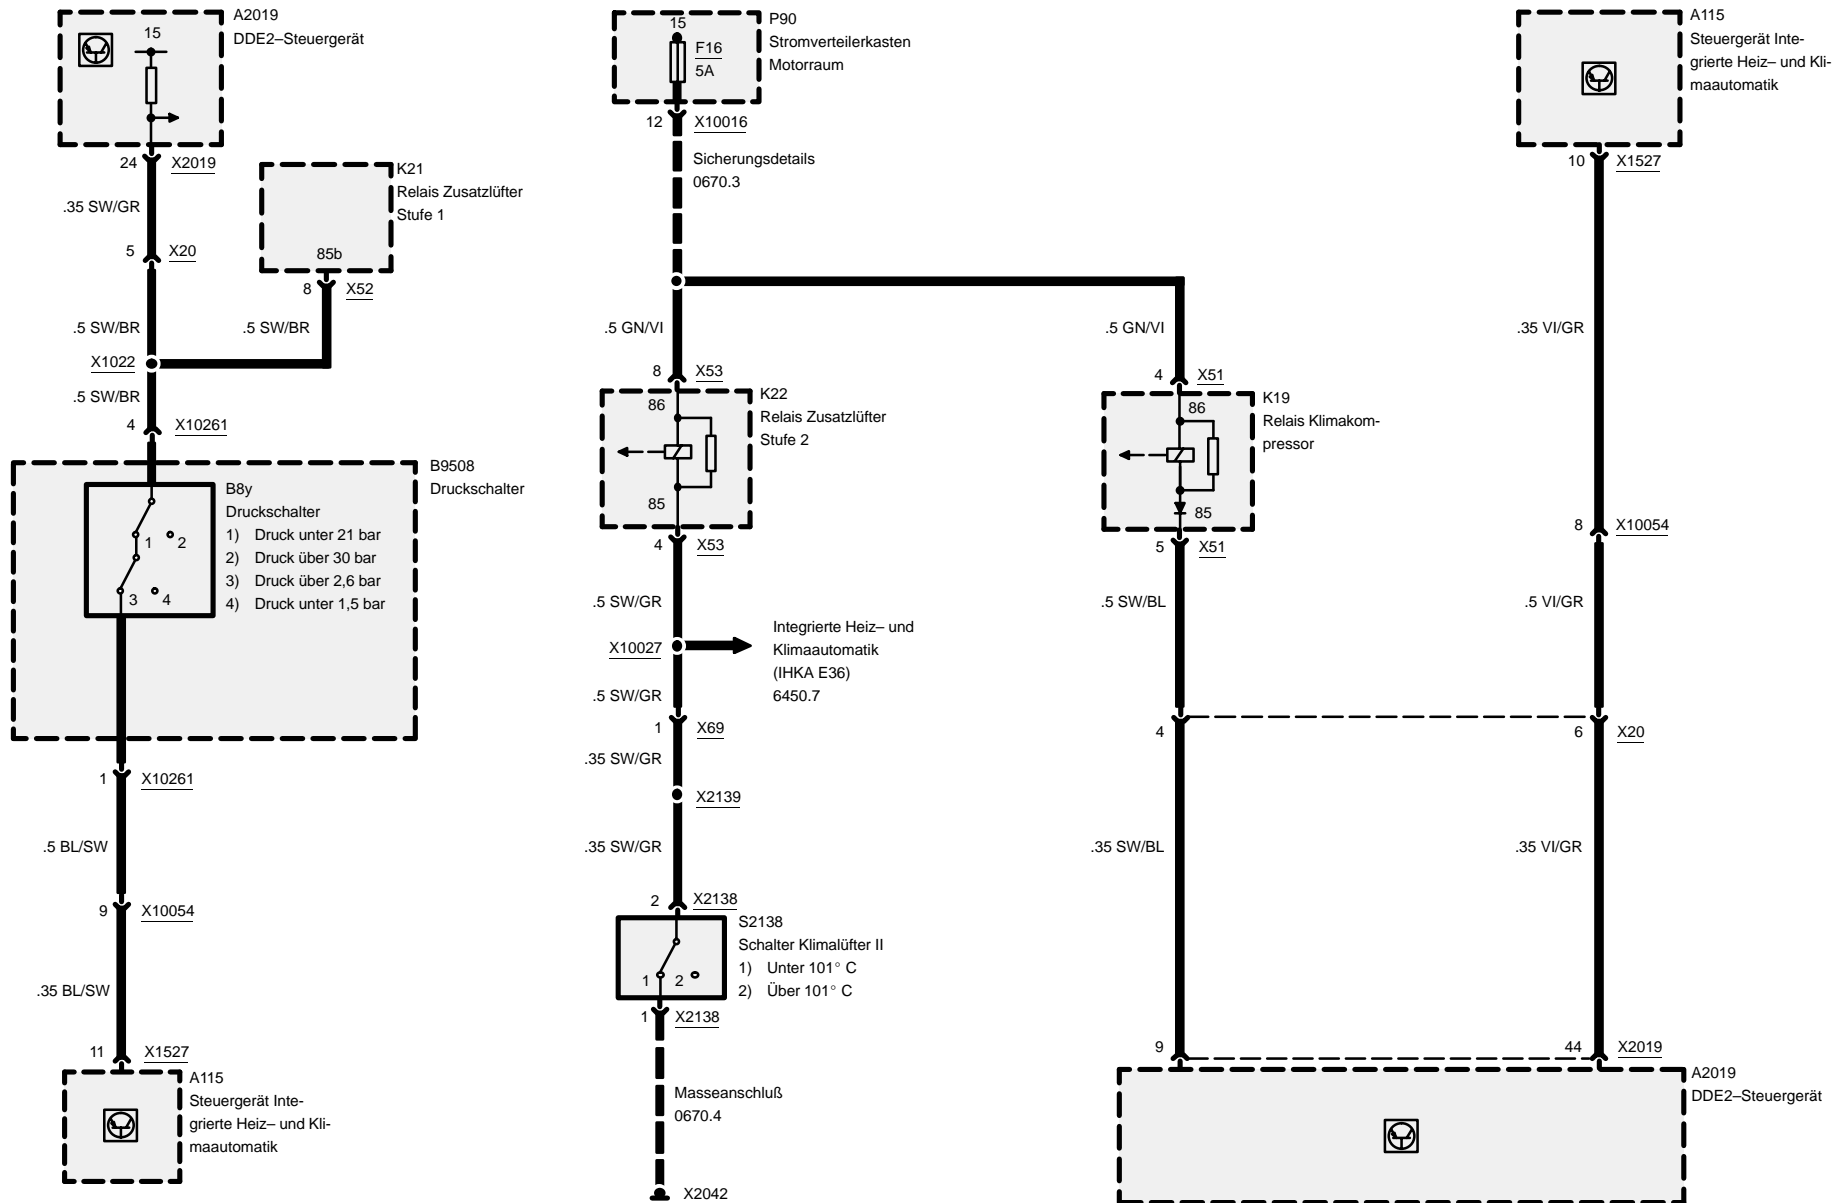 A2019
DDE2–Steuergerät
15
24 X2019
.35 SW/GR
5 X20
K21
Relais Zusatzlüfter
Stufe 1
85b
8 X52
.5 SW/BR
.5 SW/BR
X1022
.5 SW/BR
4 X10261
B9508
Druckschalter
B8y
Druckschalter
1) Druck unter 21 bar
2) Druck über 30 bar
3) Druck über 2,6 bar
4) Druck unter 1,5 bar
1 2
3 4
1 X10261
.5 BL/SW
9 X10054
.35 BL/SW
11 X1527
A115
Steuergerät Inte-
grierte Heiz– und Kli-
maautomatik
P90
Stromverteilerkasten
Motorraum
15
F16
5A
12 X10016
Sicherungsdetails
0670.3
.5 GN/VI
8 X53
K22
Relais Zusatzlüfter
Stufe 2
86
85
4 X53
.5 SW/GR
X10027
Integrierte Heiz– und
Klimaautomatik
(IHKA E36)
6450.7
.5 SW/GR
1 X69
.35 SW/GR
X2139
.35 SW/GR
2 X2138
S2138
Schalter Klimalüfter II
1) Unter 101° C
2) Über 101° C
1 2
1 X2138
Masseanschluß
0670.4
X2042
.5 GN/VI
4 X51
K19
Relais Klimakom-
pressor
86
85
5 X51
.5 SW/BL
4
.35 SW/BL
9
A115
Steuergerät Inte-
grierte Heiz– und Kli-
maautomatik
10 X1527
.35 VI/GR
8 X10054
.5 VI/GR
6 X20
.35 VI/GR
44 X2019
A2019
DDE2–Steuergerät